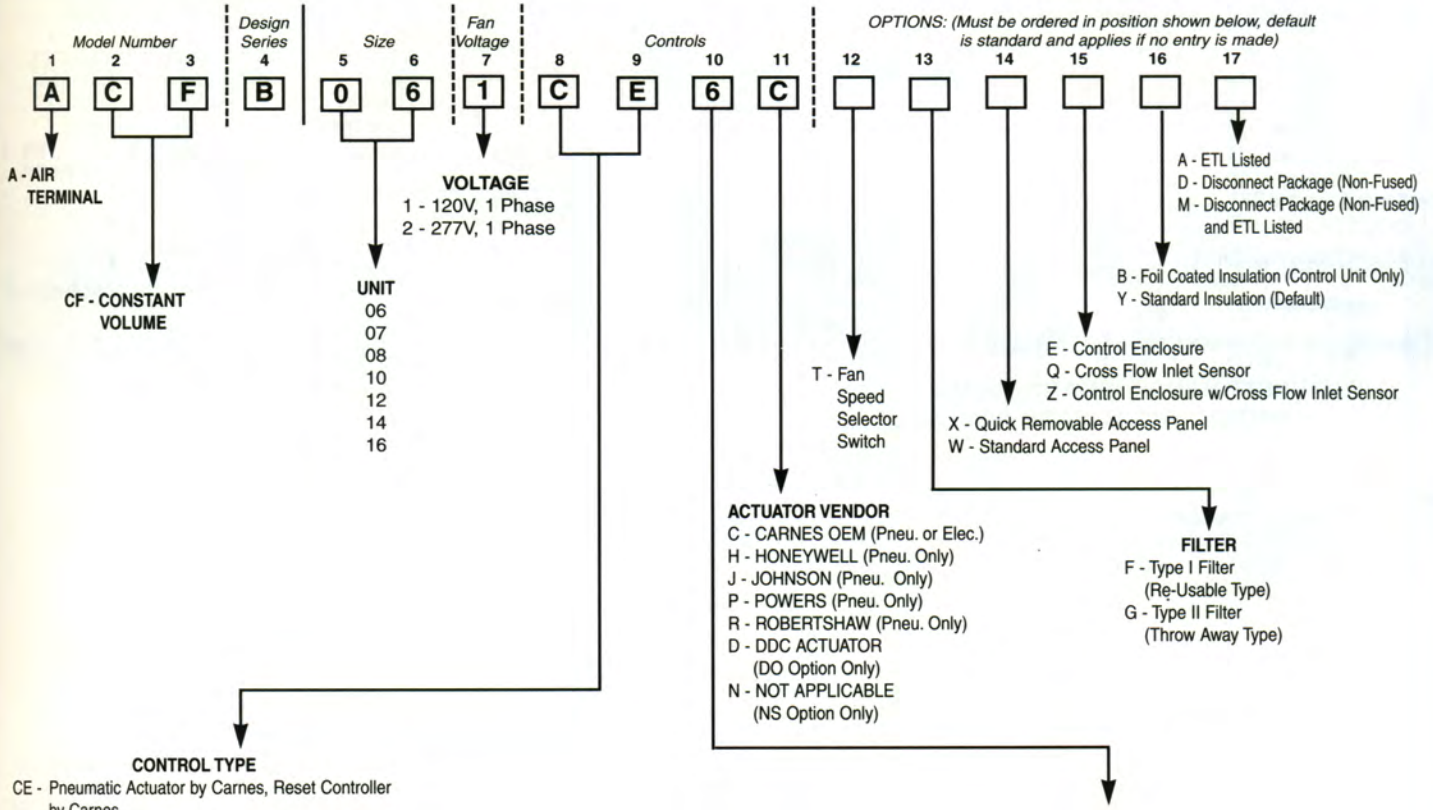 Model Number
Design
Series
Size
Fan
Voltage
Controls
OPTIONS: (Must be ordered in position shown below, default
is standard and applies if no entry is made)
1 2 3 4 5 6 7 8 9 10 11 12 13 14 15 16 17
A C F B 0 6 1 C E 6 C
A - AIR
TERMINAL
CF - CONSTANT
VOLUME
UNIT
06
07
08
10
12
14
16
VOLTAGE
1 - 120V, 1 Phase
2 - 277V, 1 Phase
A - ETL Listed
D - Disconnect Package (Non-Fused)
M - Disconnect Package (Non-Fused)
and ETL Listed
B - Foil Coated Insulation (Control Unit Only)
Y - Standard Insulation (Default)
E - Control Enclosure
Q - Cross Flow Inlet Sensor
Z - Control Enclosure w/Cross Flow Inlet Sensor
X - Quick Removable Access Panel
W - Standard Access Panel
T - Fan
Speed
Selector
Switch
FILTER
F - Type I Filter
(Re-Usable Type)
G - Type II Filter
(Throw Away Type)
ACTUATOR VENDOR
C - CARNES OEM (Pneu. or Elec.)
H - HONEYWELL (Pneu. Only)
J - JOHNSON (Pneu. Only)
P - POWERS (Pneu. Only)
R - ROBERTSHAW (Pneu. Only)
D - DDC ACTUATOR
(DO Option Only)
N - NOT APPLICABLE
(NS Option Only)
CONTROL TYPE
CE - Pneumatic Actuator by Carnes, Reset Controller
by Carnes